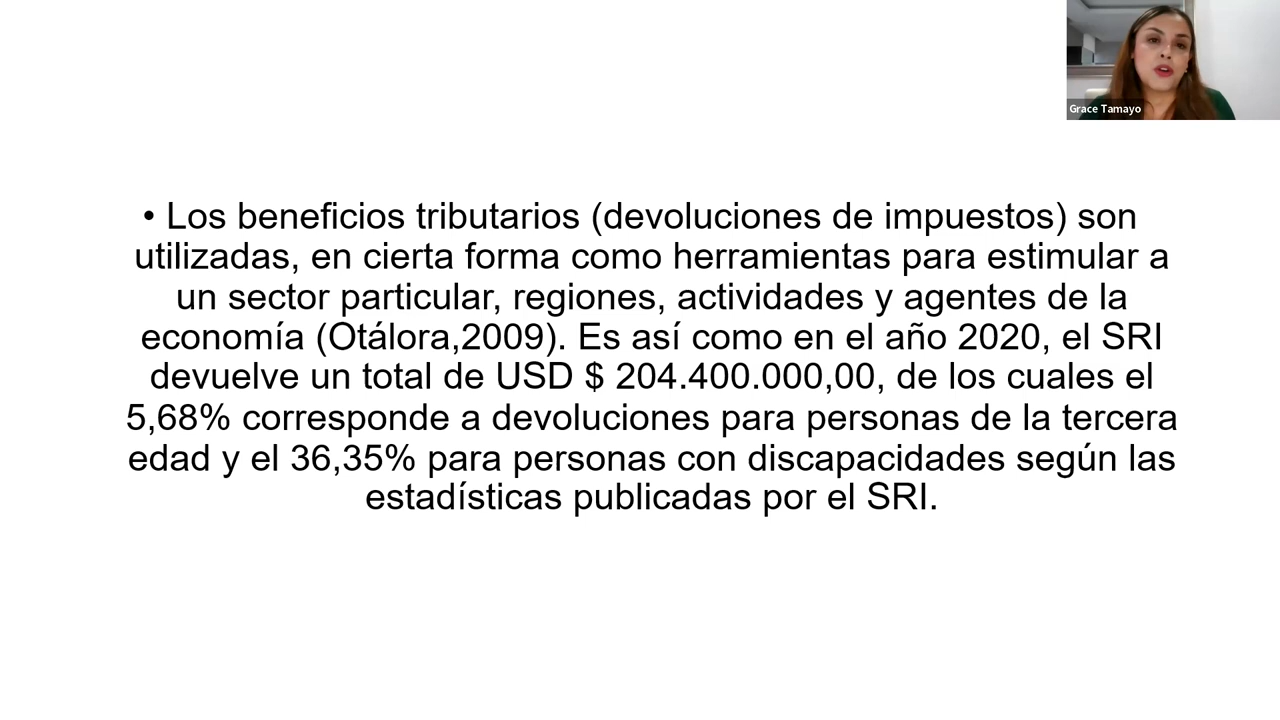 Grace Tamayo
• Los beneficios tributarios (devoluciones de impuestos) son
utilizadas, en cierta forma como herramientas para estimular a
un sector particular, regiones, actividades y agentes de la
economía (Otálora,2009). Es así como en el año 2020, el SRI
devuelve un total de USD $ 204.400.000,00, de los cuales el
5,68% corresponde a devoluciones para personas de la tercera
edad y el 36,35% para personas con discapacidades según las
estadísticas publicadas por el SRI.